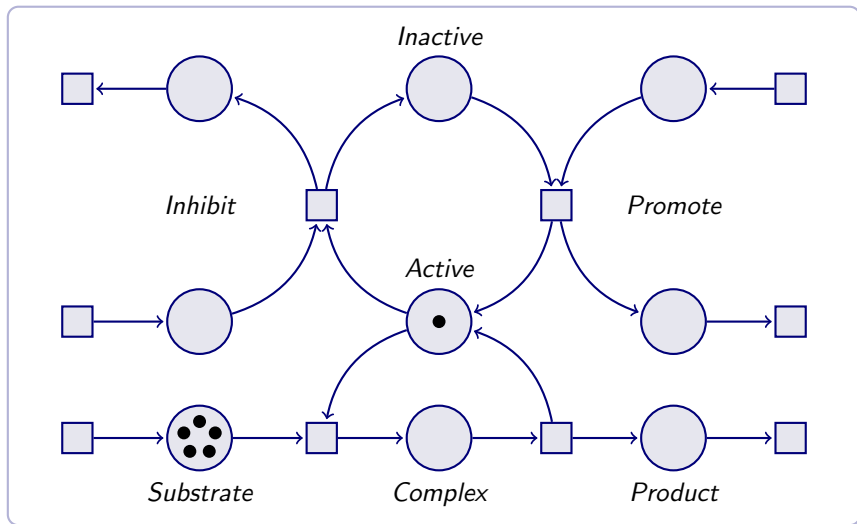 Inactive
Inhibit
Promote
Active
Substrate
Complex
Product